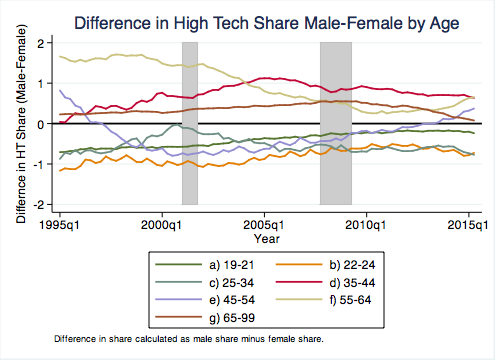 Difference in High Tech Share Male-Female by Age
Differnce in HT Share (Male-Female)
2
1
0
-1
-2
1995q1 2000q1 2005q1 2010q1 2015q1
Year
a) 19-21 b) 22-24
c) 25-34 d) 35-44
e) 45-54 f) 55-64
g) 65-99
Difference in share calculated as male share minus female share.